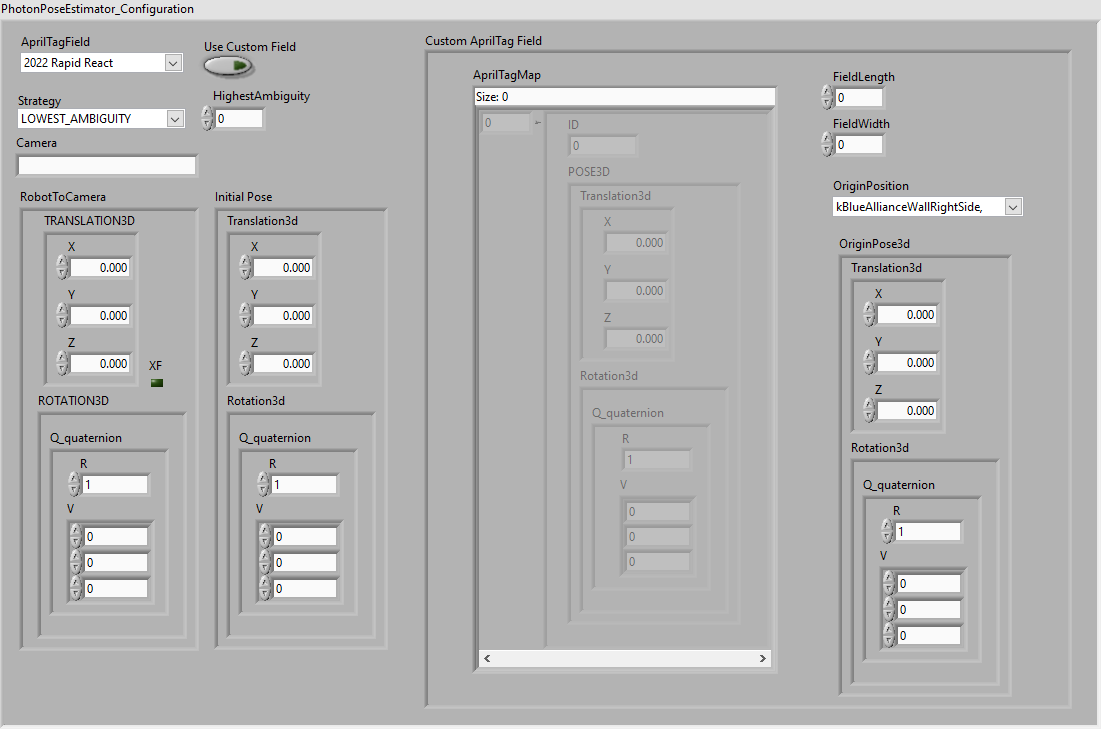 PhotonPoseEstimator_Configuration
AprilTagField
2022 Rapid React
Use Custom Field
Strategy
LOWEST_AMBIGUITY
HighestAmbiguity
0
Camera
RobotToCamera
TRANSLATION3D
X
0.000
Y
0.000
Z
0.000
XF
ROTATION3D
Q_quaternion
R
1
V
0
0
0
Initial Pose
Translation3d
X
0.000
Y
0.000
Z
0.000
Rotation3d
Q_quaternion
R
1
V
0
0
0
Custom AprilTag Field
AprilTagMap
Size: 0
0
ID
0
POSE3D
Translation3d
X
0.000
Y
0.000
Z
0.000
Rotation3d
Q_quaternion
R
1
V
0
0
0
FieldLength
0
FieldWidth
0
OriginPosition
kBlueAllianceWallRightSide,
OriginPose3d
Translation3d
X
0.000
Y
0.000
Z
0.000
Rotation3d
Q_quaternion
R
1
V
0
0
0